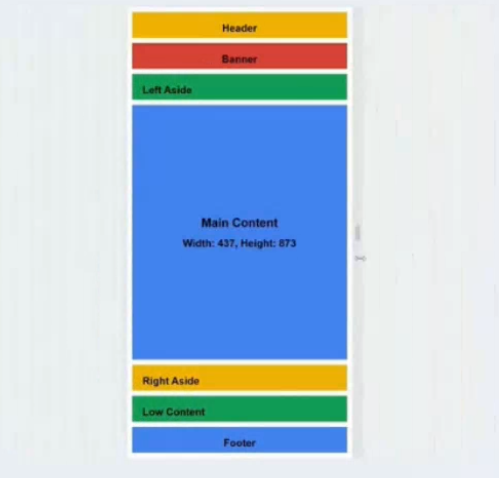 Header
Banner
Left Aside
Main Content
Width: 437, Height: 873
Right Aside
Low Content
Footer